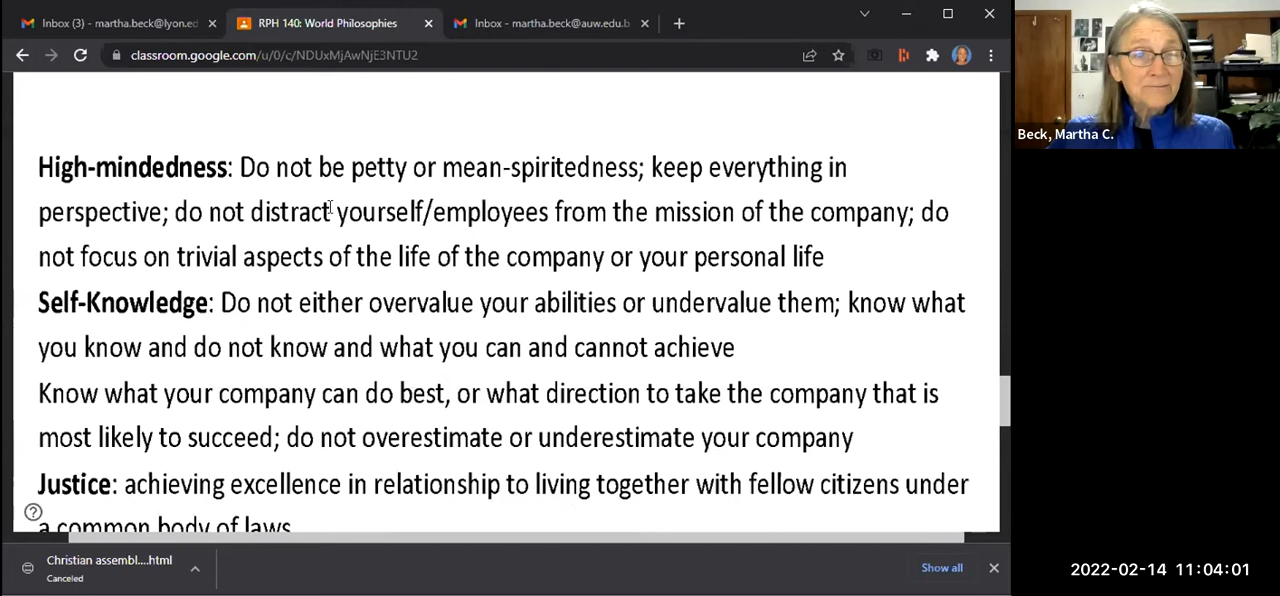 Inbox (3) - martha.beck@lyon.ed
RPH 140: World Philosophies
Inbox - martha.beck@auw.edu.b
classroom.google.com/u/0/c/NDUxMjAwNjE3NTU2
Beck, Martha C.
High-mindedness: Do not be petty or mean-spiritedness; keep everything in
perspective; do not distract yourself/employees from the mission of the company; do
not focus on trivial aspects of the life of the company or your personal life
Self-Knowledge: Do not either overvalue your abilities or undervalue them; know what
you know and do not know and what you can and cannot achieve
Know what your company can do best, or what direction to take the company that is
most likely to succeed; do not overestimate or underestimate your company
Justice: achieving excellence in relationship to living together with fellow citizens under
a common body of laws
Christian assembl....html
Canceled
Show all
2022-02-14 11:04:01